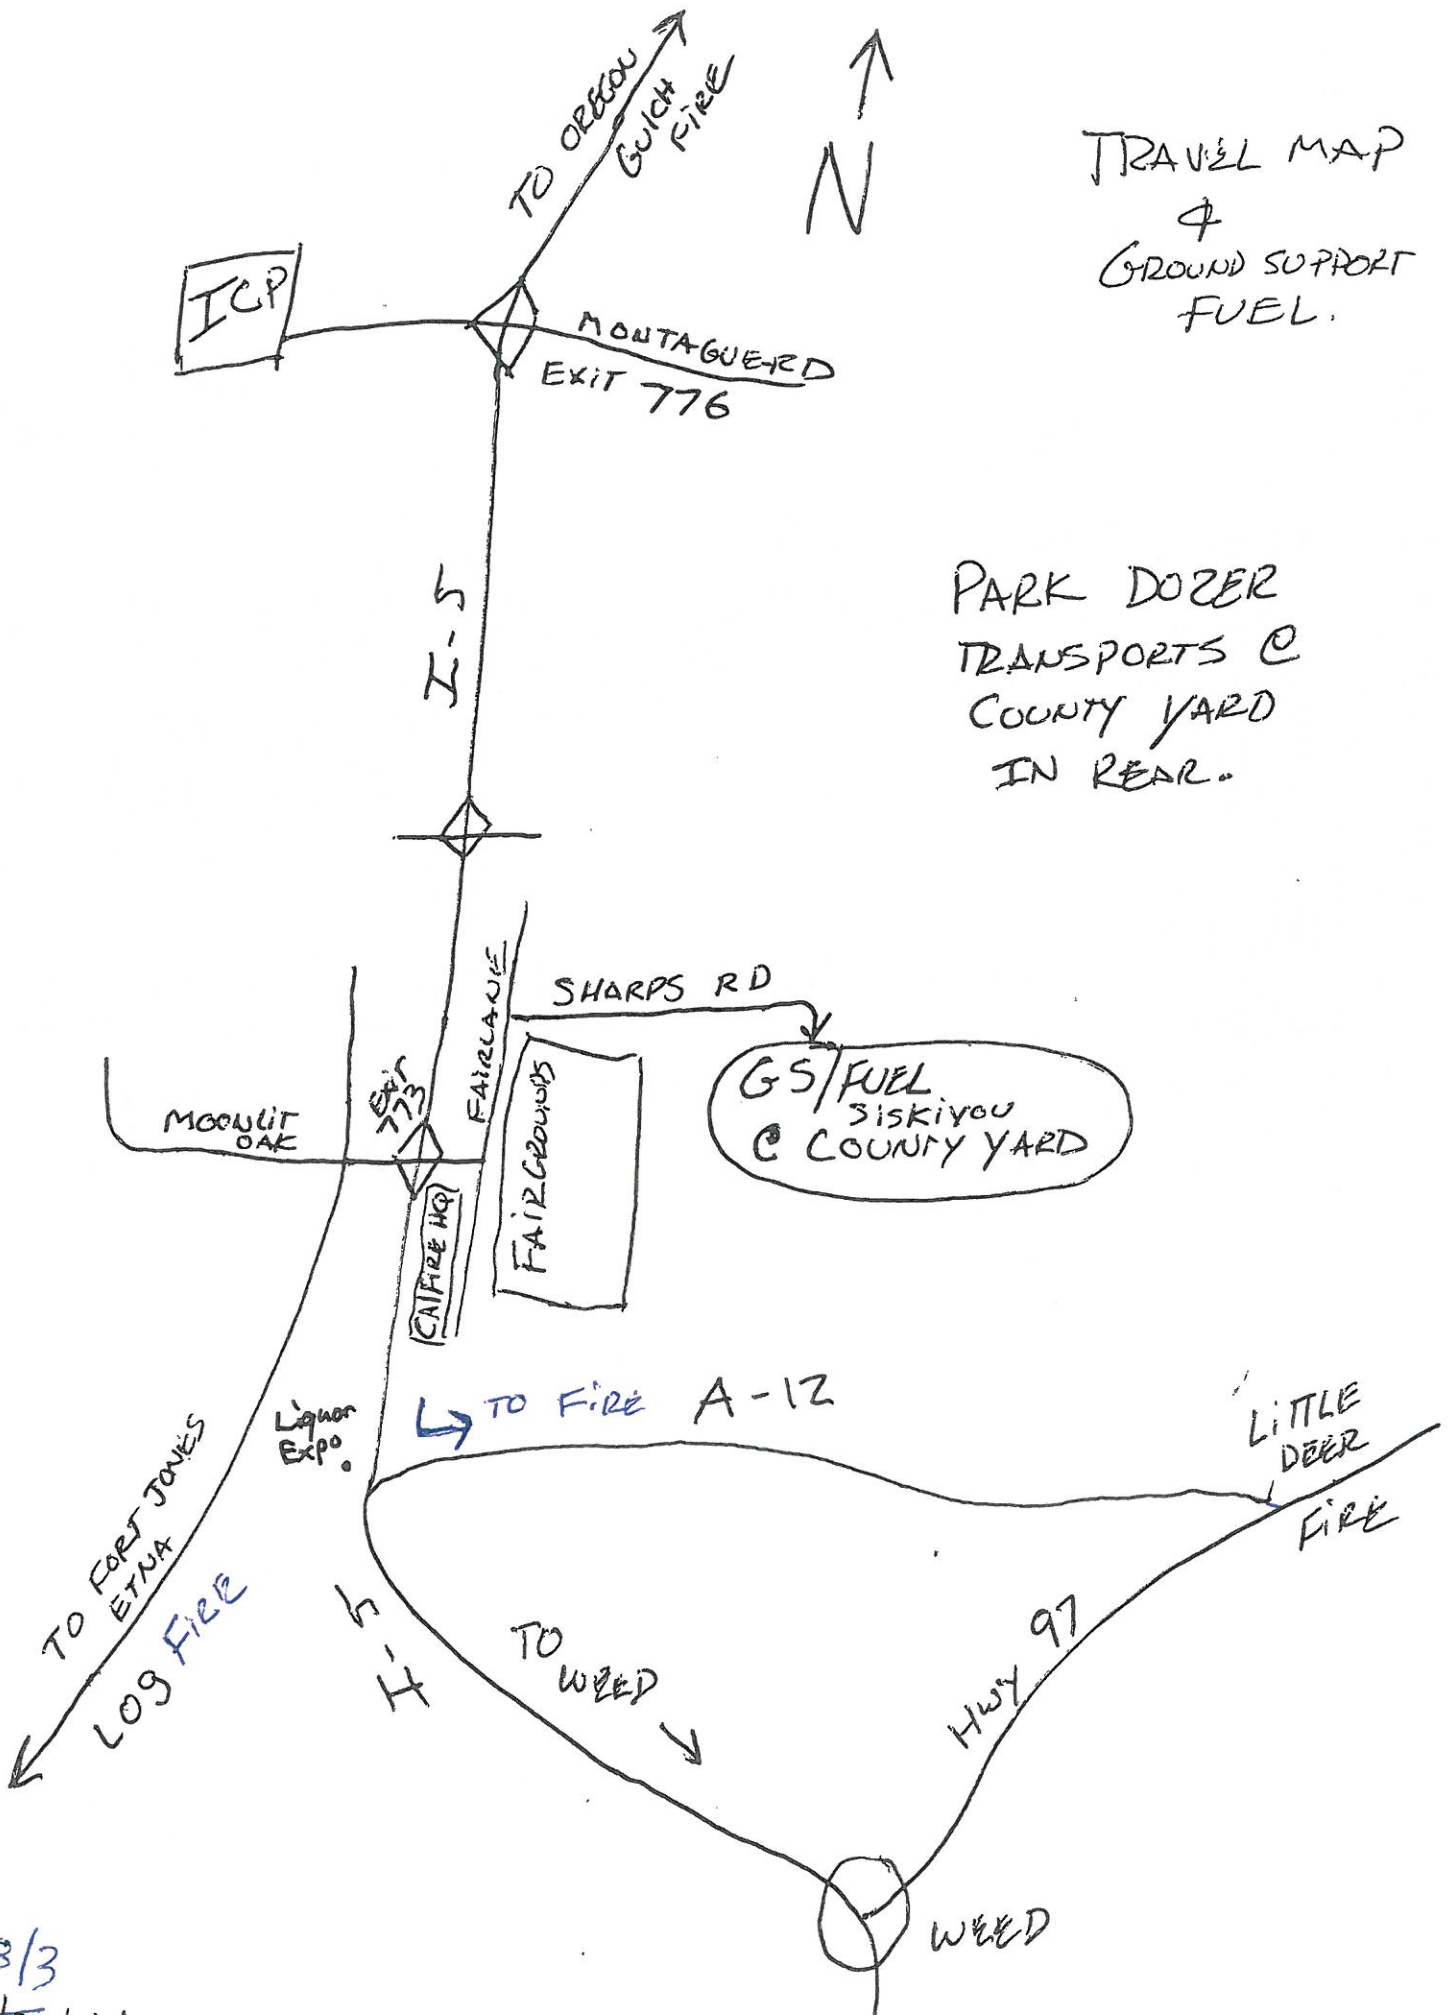 TO OREGON
GULCH
FIRE
N
TRAVEL MAP
&
GROUND SUPPORT
FUEL.
ICP
MONTAGUE RD
EXIT 776
I-5
PARK DOZER
TRANSPORTS @
COUNTY YARD
IN REAR.
FAIRLANE
SHARPS RD
EXIT
773
MOONLIT
OAK
GS/FUEL
SISKIYOU
@ COUNTY YARD
FAIRGROUNDS
CALFIRE HQ
TO FIRE A-12
Liquor
Expo.
LITTLE
DEER
FIRE
TO FORT JONES
ETNA
LOG FIRE
I-5
TO
WEED
HWY 97
WEED
8/3